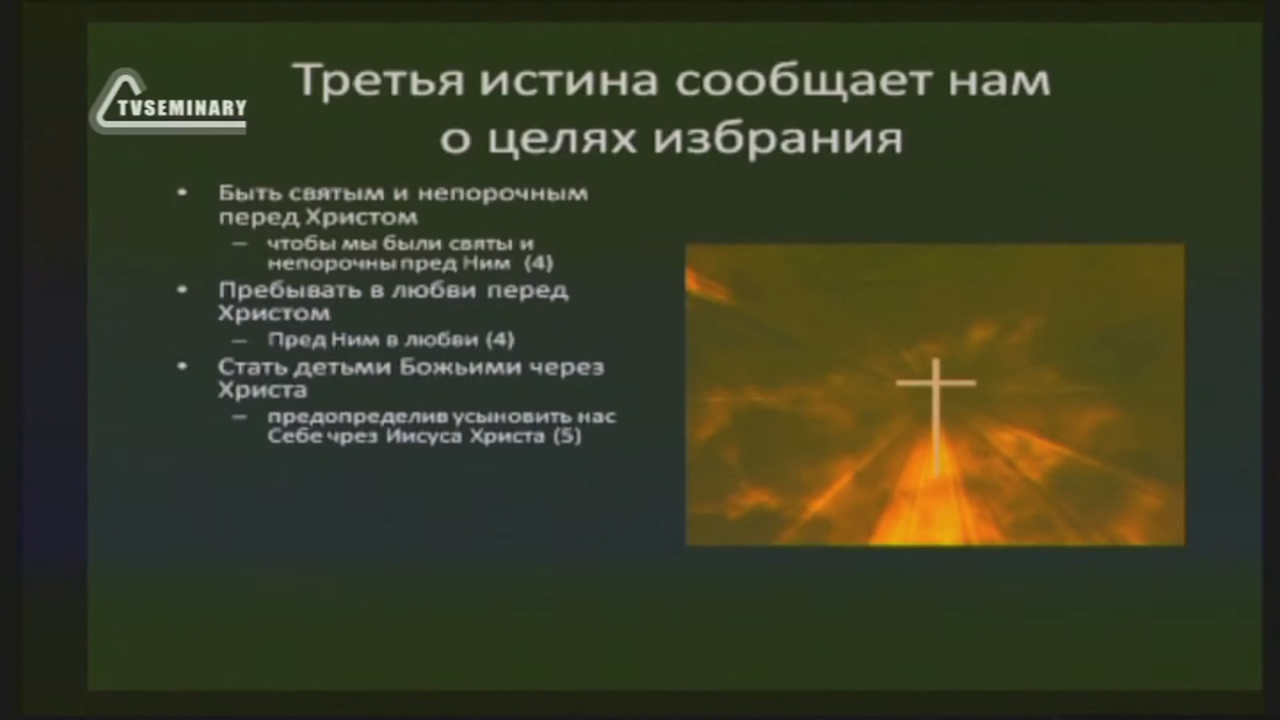 TVSEMINARY
Третья истина сообщает нам
о целях избрания
• Быть святым и непорочным
перед Христом
– чтобы мы были святы и
непорочны пред Ним (4)
• Пребывать в любви перед
Христом
– Пред Ним в любви (4)
• Стать детьми Божьими через
Христа
– предопределив усыновить нас
Себе чрез Иисуса Христа (5)